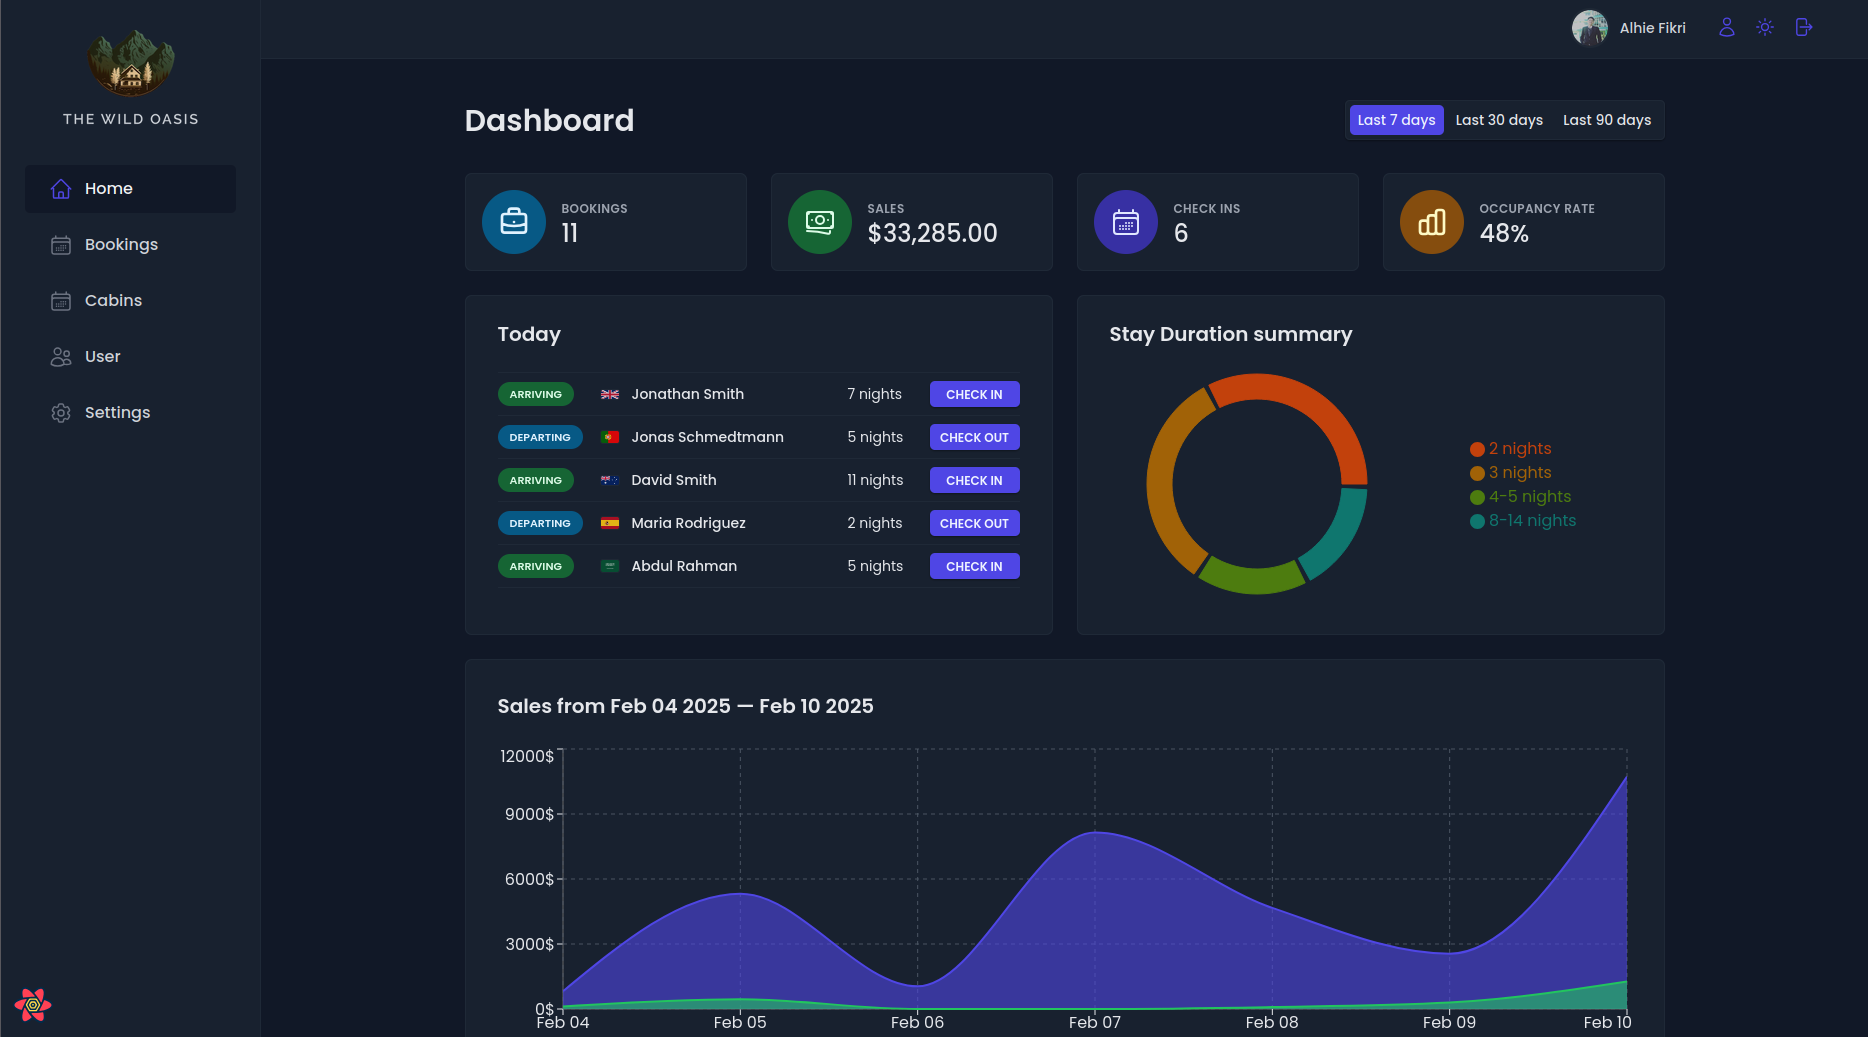 THE WILD OASIS
Home
Bookings
Cabins
User
Settings
Alhie Fikri
Dashboard
Last 7 days Last 30 days Last 90 days
BOOKINGS
11
SALES
$33,285.00
CHECK INS
6
OCCUPANCY RATE
48%
Today
ARRIVING Jonathan Smith 7 nights CHECK IN
DEPARTING Jonas Schmedtmann 5 nights CHECK OUT
ARRIVING David Smith 11 nights CHECK IN
DEPARTING Maria Rodriguez 2 nights CHECK OUT
ARRIVING Abdul Rahman 5 nights CHECK IN
Stay Duration summary
2 nights
3 nights
4-5 nights
8-14 nights
Sales from Feb 04 2025 — Feb 10 2025
12000$
9000$
6000$
3000$
0$
Feb 04 Feb 05 Feb 06 Feb 07 Feb 08 Feb 09 Feb 10